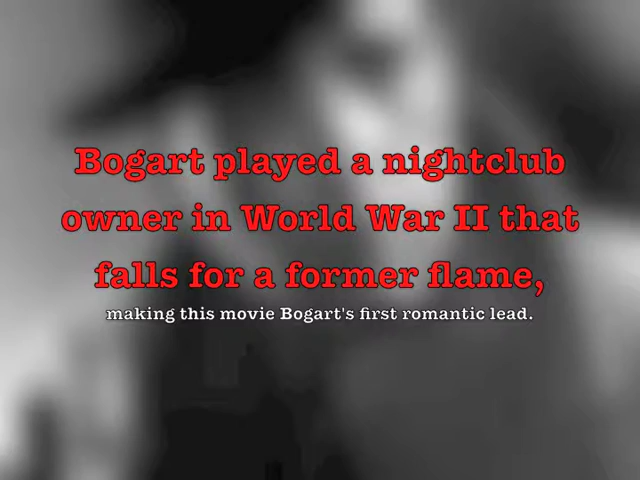 Bogart played a nightclub
owner in World War II that
falls for a former flame,
making this movie Bogart's first romantic lead.